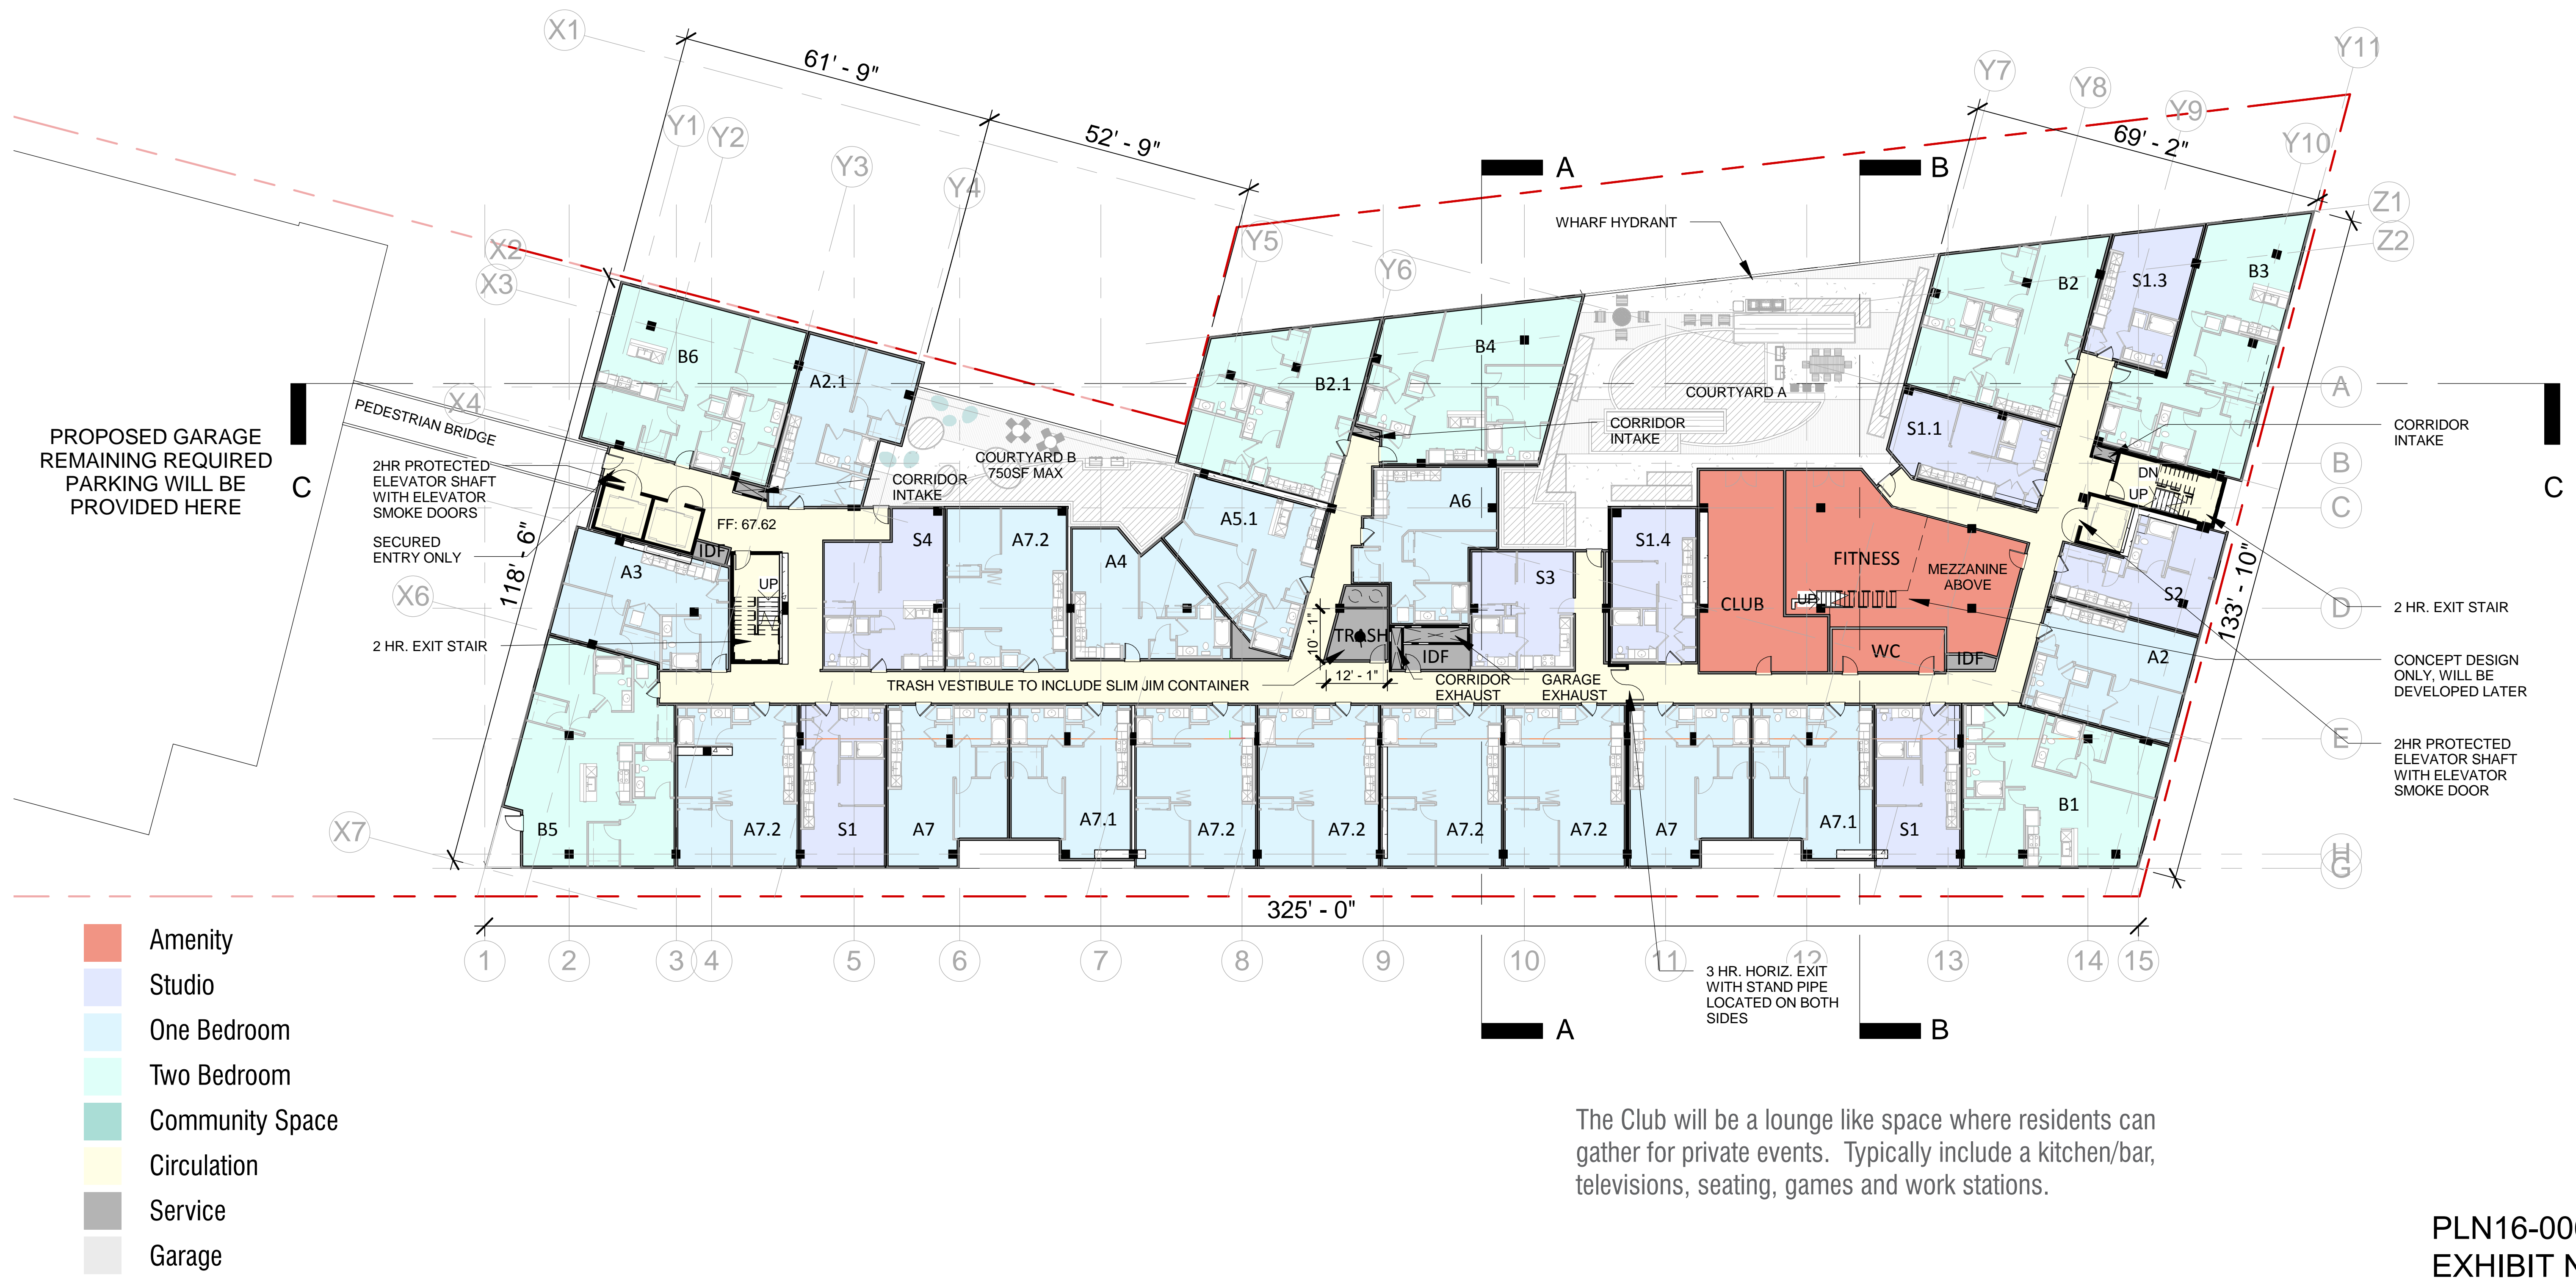 X1
61' - 9"
52' - 9"
Y1
Y2
Y3
Y4
Y5
Y6
Y7
Y8
Y9
Y10
Y11
69' - 2"
Z1
Z2
A
B
X2
X3
X4
X6
X7
WHARF HYDRANT
PROPOSED GARAGE
REMAINING REQUIRED
PARKING WILL BE
PROVIDED HERE
C
PEDESTRIAN BRIDGE
2HR PROTECTED
ELEVATOR SHAFT
WITH ELEVATOR
SMOKE DOORS
SECURED
ENTRY ONLY
2 HR. EXIT STAIR
118' - 6"
B6
A2.1
COURTYARD B
750SF MAX
CORRIDOR
INTAKE
FF: 67.62
IDF
A3
UP
S4
A7.2
A4
A5.1
B2.1
B4
CORRIDOR
INTAKE
A6
S3
TRASH
IDF
10' - 1"
12' - 1"
CORRIDOR
EXHAUST
GARAGE
EXHAUST
TRASH VESTIBULE TO INCLUDE SLIM JIM CONTAINER
COURTYARD A
S1.4
CLUB
FITNESS
MEZZANINE
ABOVE
UP
WC
IDF
B2
S1.3
B3
S1.1
DN
UP
S2
A2
133' - 10"
A
B
C
D
E
H
G
CORRIDOR
INTAKE
C
2 HR. EXIT STAIR
CONCEPT DESIGN
ONLY, WILL BE
DEVELOPED LATER
2HR PROTECTED
ELEVATOR SHAFT
WITH ELEVATOR
SMOKE DOOR
B5
A7.2
S1
A7
A7.1
A7.2
A7.2
A7.2
A7.2
A7
A7.1
S1
B1
325' - 0"
1
2
3
4
5
6
7
8
9
10
11
12
13
14
15
3 HR. HORIZ. EXIT
WITH STAND PIPE
LOCATED ON BOTH
SIDES
A
B
Amenity
Studio
One Bedroom
Two Bedroom
Community Space
Circulation
Service
Garage
The Club will be a lounge like space where residents can
gather for private events. Typically include a kitchen/bar,
televisions, seating, games and work stations.
PLN16-00
EXHIBIT N